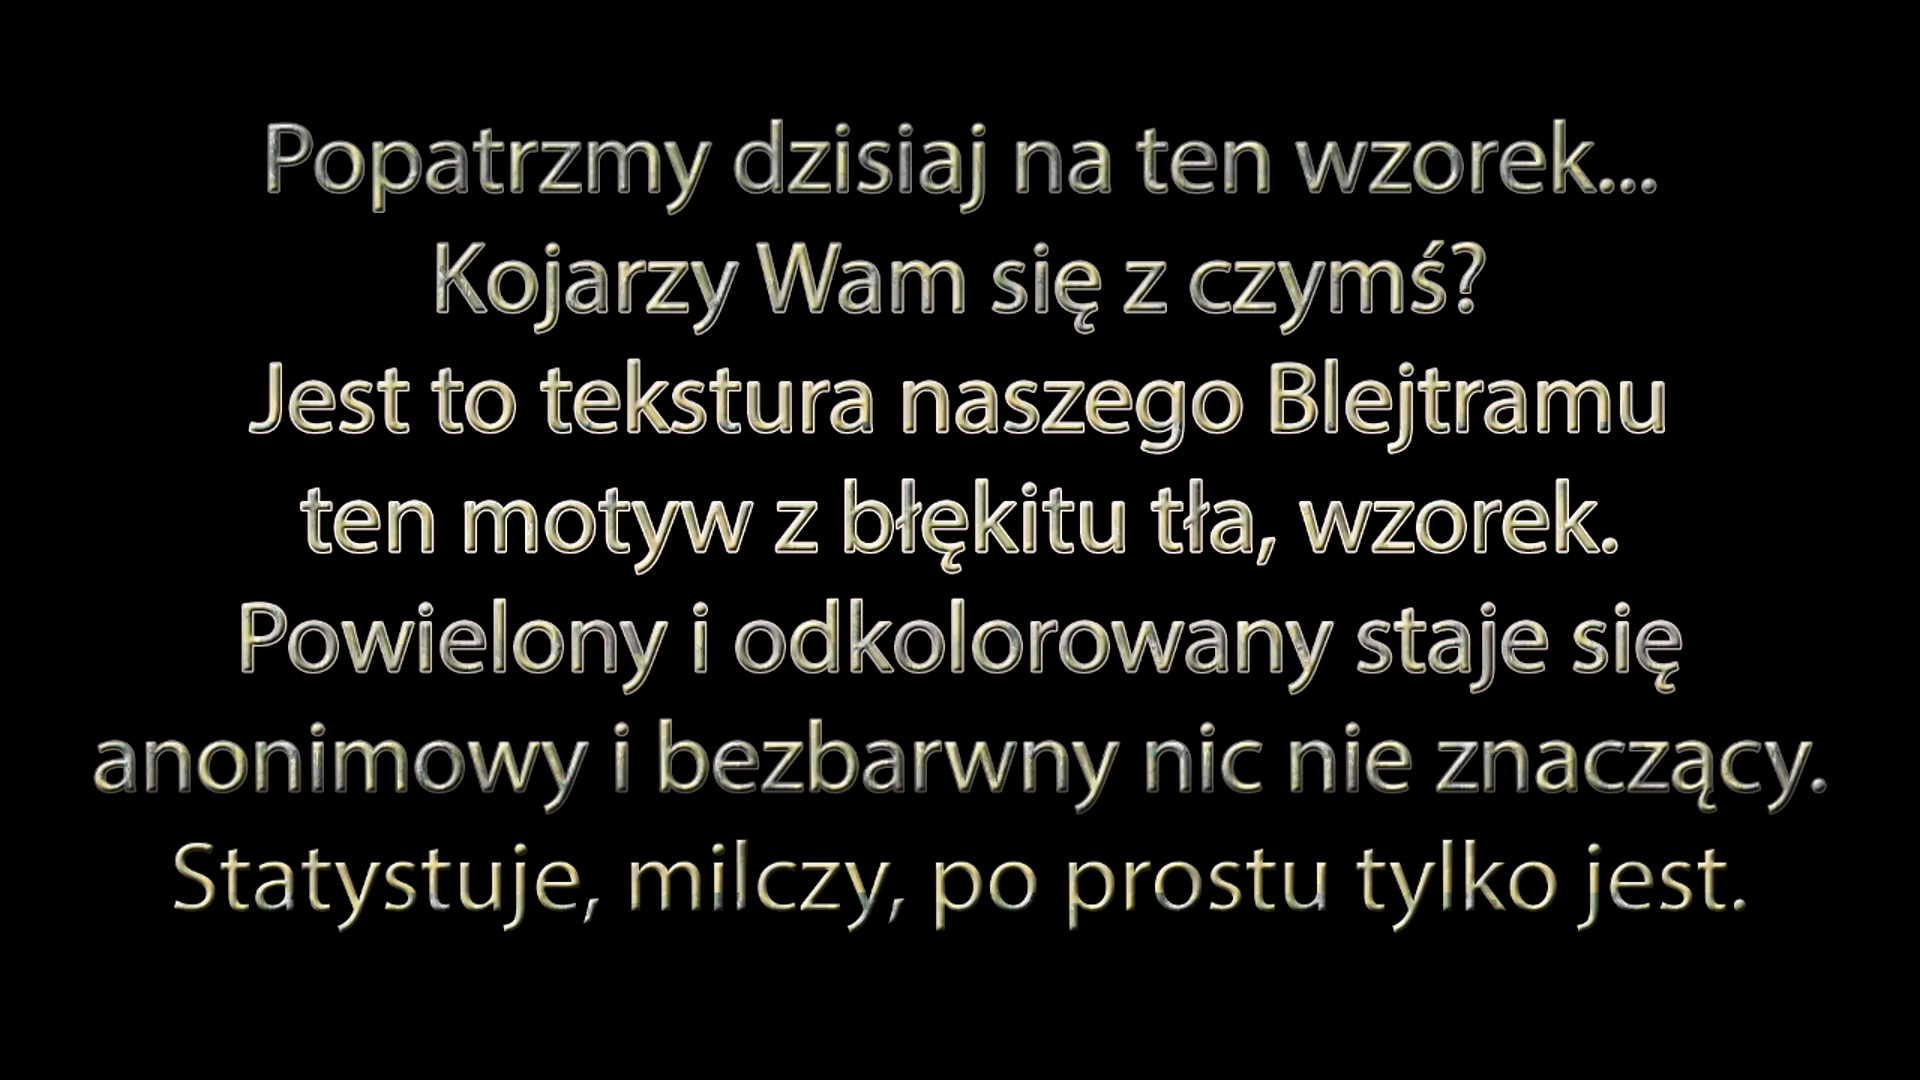 Popatrzmy dzisiaj na ten wzorek...
Kojarzy Wam się z czymś?
Jest to tekstura naszego Blejtramu
ten motyw z błękitu tła, wzorek.
Powielony i odkolorowany staje się
anonimowy i bezbarwny nic nie znaczący.
Statystuje, milczy, po prostu tylko jest.